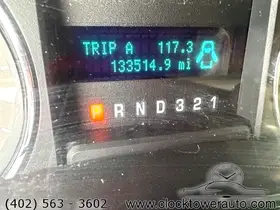 TRIP A 117.3
133514.9 mi
R N D 3 2 1
(402) 563 - 3602 www.clocktowerauto.com